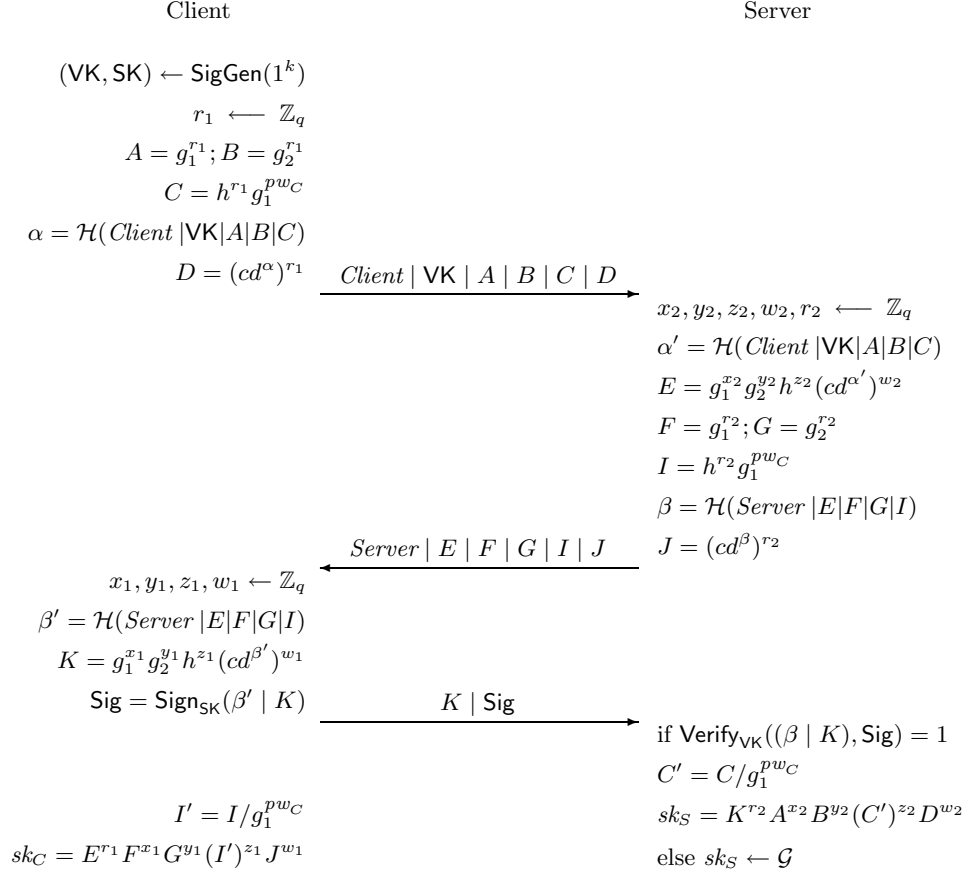 Client Server
(VK, SK) ← SigGen(1^k)
r_1 ⟵ ℤ_q
A = g_1^{r_1}; B = g_2^{r_1}
C = h^{r_1} g_1^{pw_C}
α = ℋ(Client |VK|A|B|C)
D = (cd^α)^{r_1}
Client | VK | A | B | C | D
x_2, y_2, z_2, w_2, r_2 ⟵ ℤ_q
α' = ℋ(Client |VK|A|B|C)
E = g_1^{x_2} g_2^{y_2} h^{z_2} (cd^{α'})^{w_2}
F = g_1^{r_2}; G = g_2^{r_2}
I = h^{r_2} g_1^{pw_C}
β = ℋ(Server |E|F|G|I)
J = (cd^β)^{r_2}
Server | E | F | G | I | J
x_1, y_1, z_1, w_1 ← ℤ_q
β' = ℋ(Server |E|F|G|I)
K = g_1^{x_1} g_2^{y_1} h^{z_1} (cd^{β'})^{w_1}
Sig = Sign_{SK}(β' | K)
K | Sig
if Verify_{VK}((β | K), Sig) = 1
C' = C/g_1^{pw_C}
I' = I/g_1^{pw_C}
sk_S = K^{r_2} A^{x_2} B^{y_2} (C')^{z_2} D^{w_2}
sk_C = E^{r_1} F^{x_1} G^{y_1} (I')^{z_1} J^{w_1}
else sk_S ← 𝒢